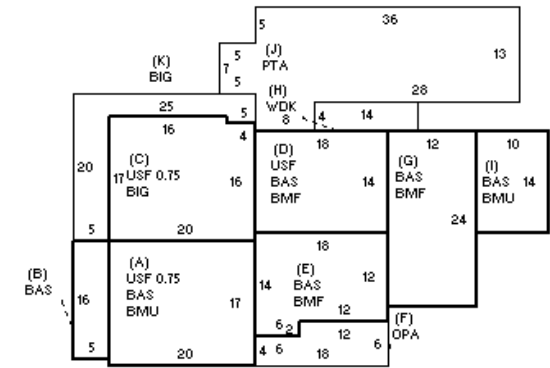 36
5
13
(J)
PTA
5
7
5
(K)
BIG
28
(H)
WDK
8
4
14
25
5
16
4
20
(C)
17 USF 0.75
BIG
16
5
20
18
(D)
USF
BAS
BMF
14
12
(G)
BAS
BMF
24
10
(I)
BAS 14
BMU
(B)
BAS
16
5
(A)
USF 0.75
BAS
BMU
17
20
18
14
(E)
BAS
BMF
12
12
6 2
12
4 6
18
6
(F)
OPA